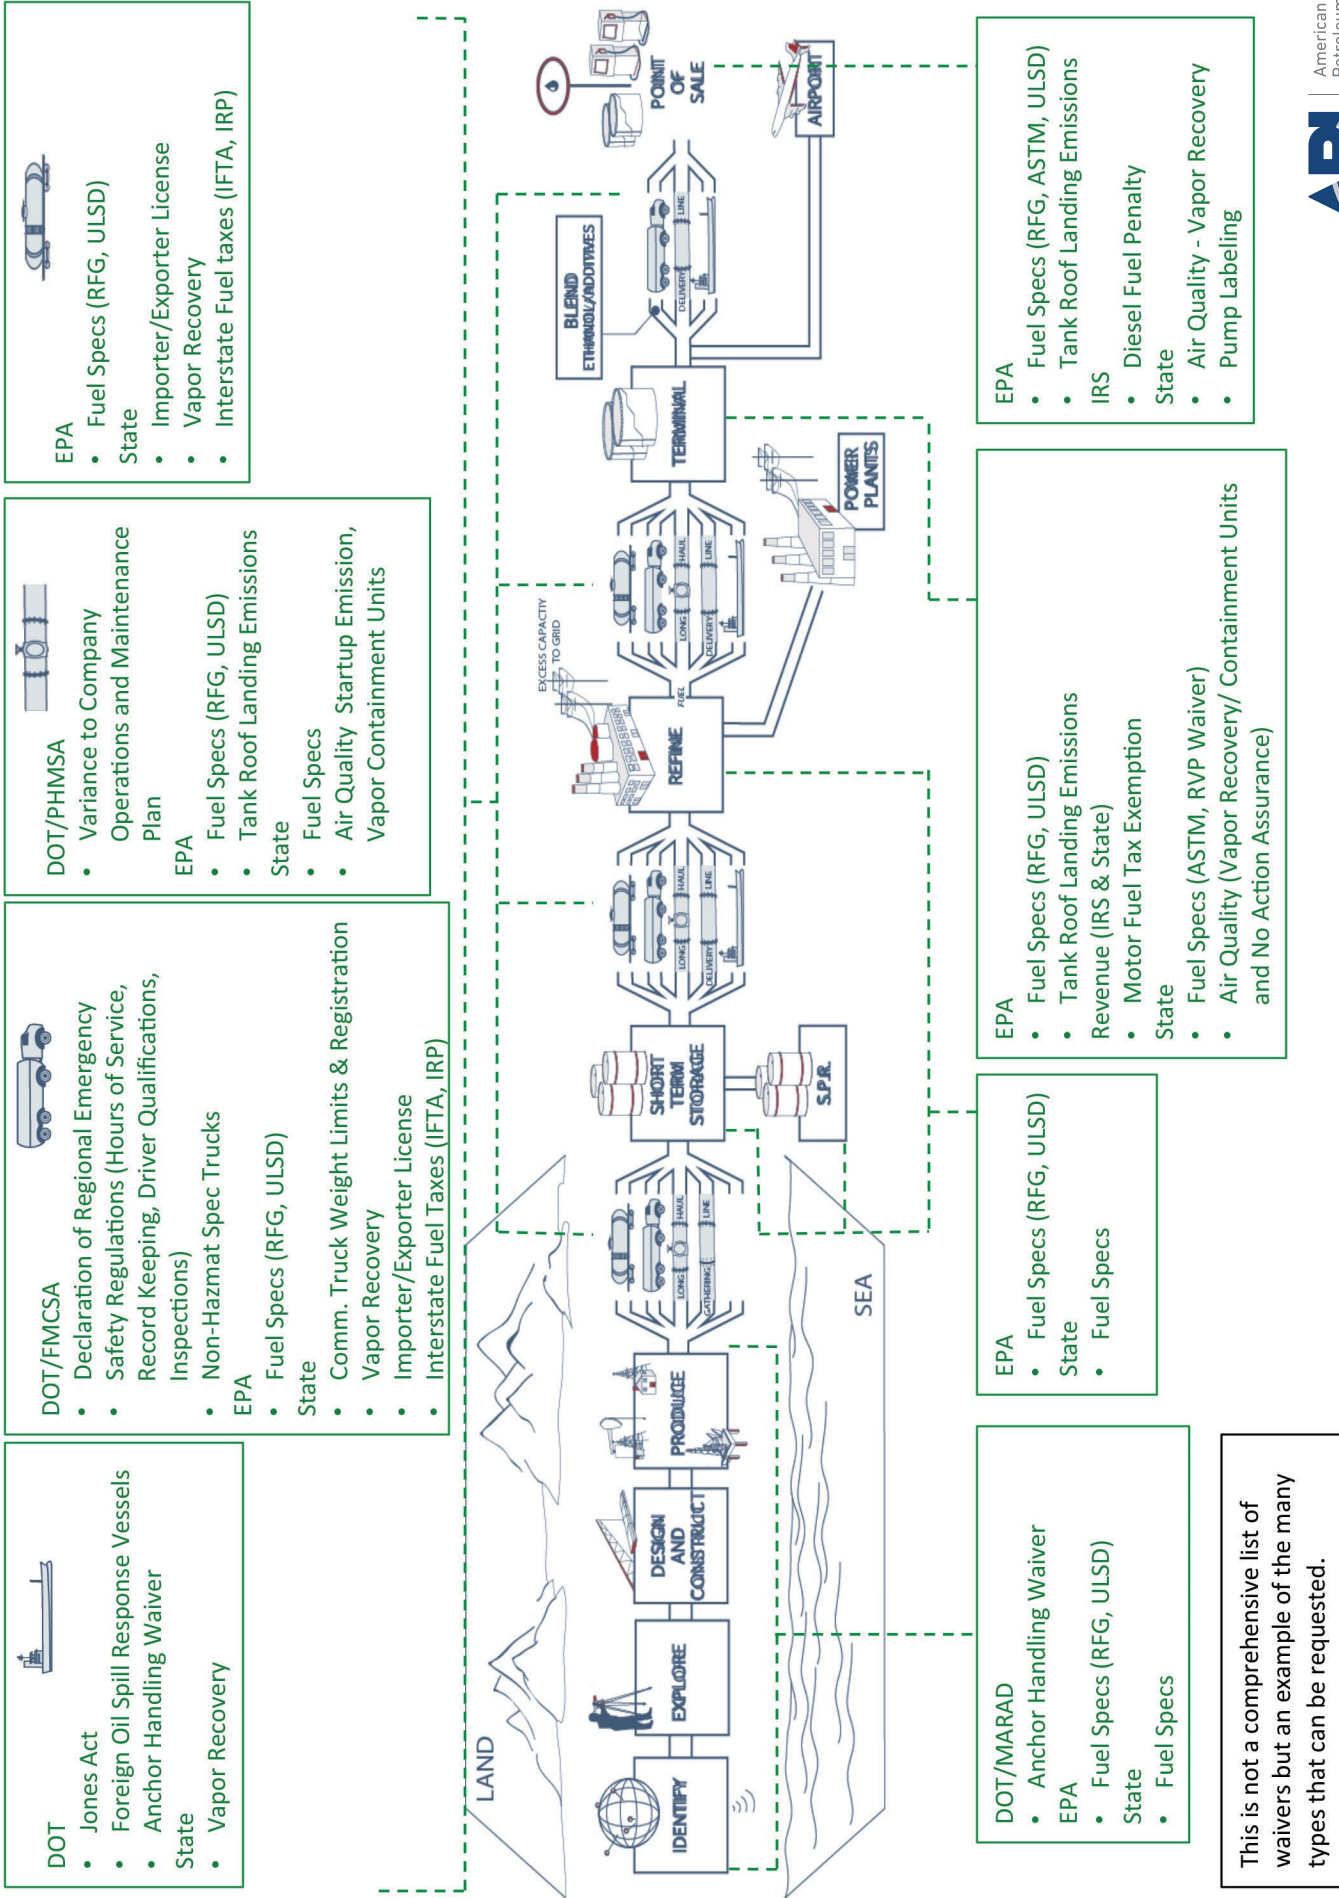 DOT
• Jones Act
• Foreign Oil Spill Response Vessels
• Anchor Handling Waiver
State
• Vapor Recovery
DOT/FMCSA
• Declaration of Regional Emergency
• Safety Regulations (Hours of Service,
Record Keeping, Driver Qualifications,
Inspections)
• Non-Hazmat Spec Trucks
EPA
• Fuel Specs (RFG, ULSD)
State
• Comm. Truck Weight Limits & Registration
• Vapor Recovery
• Importer/Exporter License
• Interstate Fuel Taxes (IFTA, IRP)
DOT/PHMSA
• Variance to Company
Operations and Maintenance
Plan
EPA
• Fuel Specs (RFG, ULSD)
• Tank Roof Landing Emissions
State
• Fuel Specs
• Air Quality Startup Emission,
Vapor Containment Units
EPA
• Fuel Specs (RFG, ULSD)
State
• Importer/Exporter License
• Vapor Recovery
• Interstate Fuel taxes (IFTA, IRP)
LAND
IDENTIFY
EXPLORE
DESIGN
AND
CONSTRUCT
PRODUCE
LONG HAUL
GATHERING LINE
SEA
SHORT
TERM
STORAGE
S.P.R.
LONG HAUL
DELIVERY LINE
REFINE
EXCESS CAPACTIY
TO GRID
FUEL
LONG HAUL
DELIVERY LINE
POWER
PLANTS
TERMINAL
BLEND
ETHANOL/ADDITIVES
DELIVERY LINE
POINT
OF
SALE
AIRPORT
DOT/MARAD
• Anchor Handling Waiver
EPA
• Fuel Specs (RFG, ULSD)
State
• Fuel Specs
EPA
• Fuel Specs (RFG, ULSD)
State
• Fuel Specs
EPA
• Fuel Specs (RFG, ULSD)
• Tank Roof Landing Emissions
Revenue (IRS & State)
• Motor Fuel Tax Exemption
State
• Fuel Specs (ASTM, RVP Waiver)
• Air Quality (Vapor Recovery/ Containment Units
and No Action Assurance)
EPA
• Fuel Specs (RFG, ASTM, ULSD)
• Tank Roof Landing Emissions
IRS
• Diesel Fuel Penalty
State
• Air Quality - Vapor Recovery
• Pump Labeling
This is not a comprehensive list of
waivers but an example of the many
types that can be requested.
API
American
Petroleum